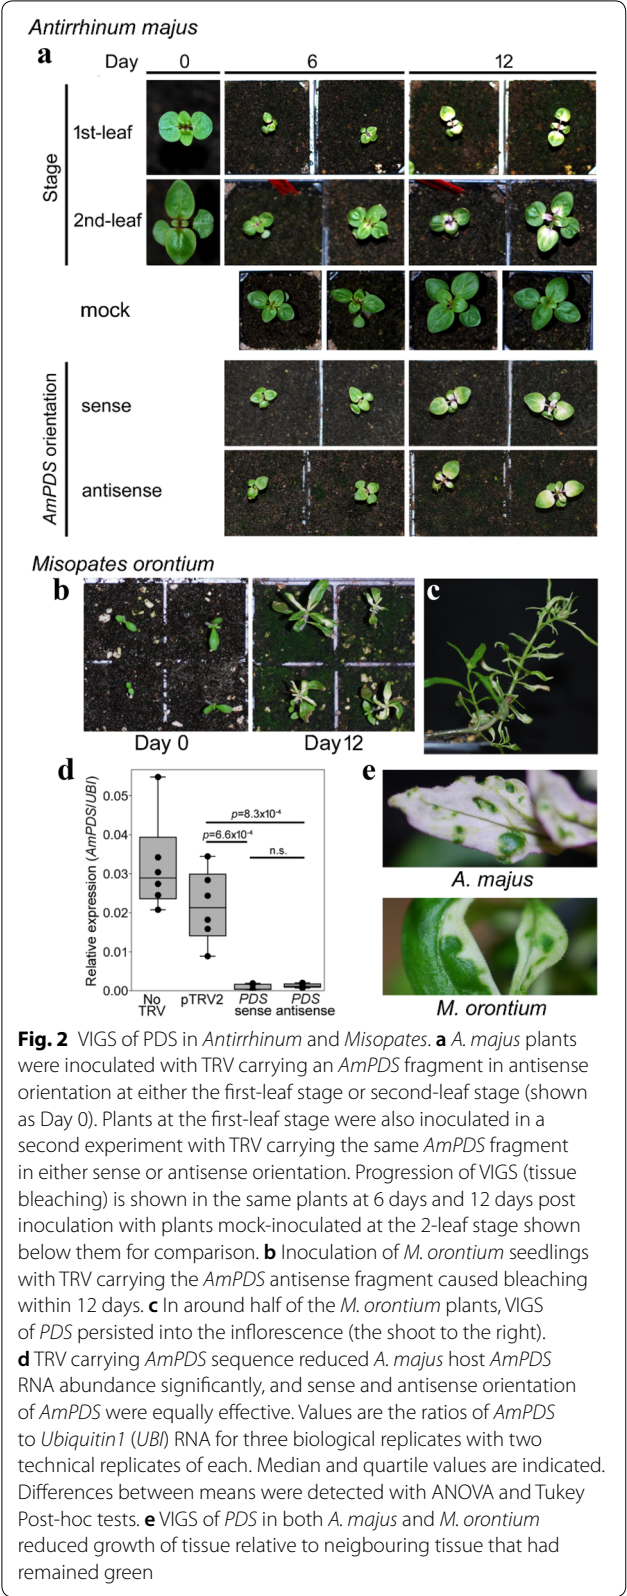 Antirrhinum majus
a
Day 0 6 12
Stage
1st-leaf
2nd-leaf
mock
AmPDS orientation
sense
antisense
Misopates orontium
b
c
Day 0
Day 12
d
e
Relative expression (AmPDS/UBI)
0.05
0.04
0.03
0.02
0.01
0.00
p=8.3x10⁻⁴
p=6.6x10⁻⁴
n.s.
No TRV
pTRV2
PDS sense
PDS antisense
A. majus
M. orontium
Fig. 2 VIGS of PDS in Antirrhinum and Misopates. a A. majus plants
were inoculated with TRV carrying an AmPDS fragment in antisense
orientation at either the first-leaf stage or second-leaf stage (shown
as Day 0). Plants at the first-leaf stage were also inoculated in a
second experiment with TRV carrying the same AmPDS fragment
in either sense or antisense orientation. Progression of VIGS (tissue
bleaching) is shown in the same plants at 6 days and 12 days post
inoculation with plants mock-inoculated at the 2-leaf stage shown
below them for comparison. b Inoculation of M. orontium seedlings
with TRV carrying the AmPDS antisense fragment caused bleaching
within 12 days. c In around half of the M. orontium plants, VIGS
of PDS persisted into the inflorescence (the shoot to the right).
d TRV carrying AmPDS sequence reduced A. majus host AmPDS
RNA abundance significantly, and sense and antisense orientation
of AmPDS were equally effective. Values are the ratios of AmPDS
to Ubiquitin1 (UBI) RNA for three biological replicates with two
technical replicates of each. Median and quartile values are indicated.
Differences between means were detected with ANOVA and Tukey
Post-hoc tests. e VIGS of PDS in both A. majus and M. orontium
reduced growth of tissue relative to neigbouring tissue that had
remained green